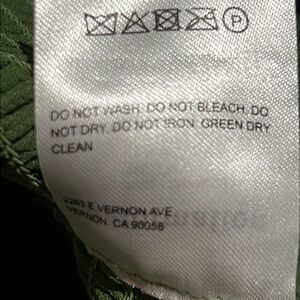 P
DO NOT WASH. DO NOT BLEACH. DO
NOT DRY. DO NOT IRON. GREEN DRY
CLEAN
2263 E VERNON AVE
VERNON, CA 90058